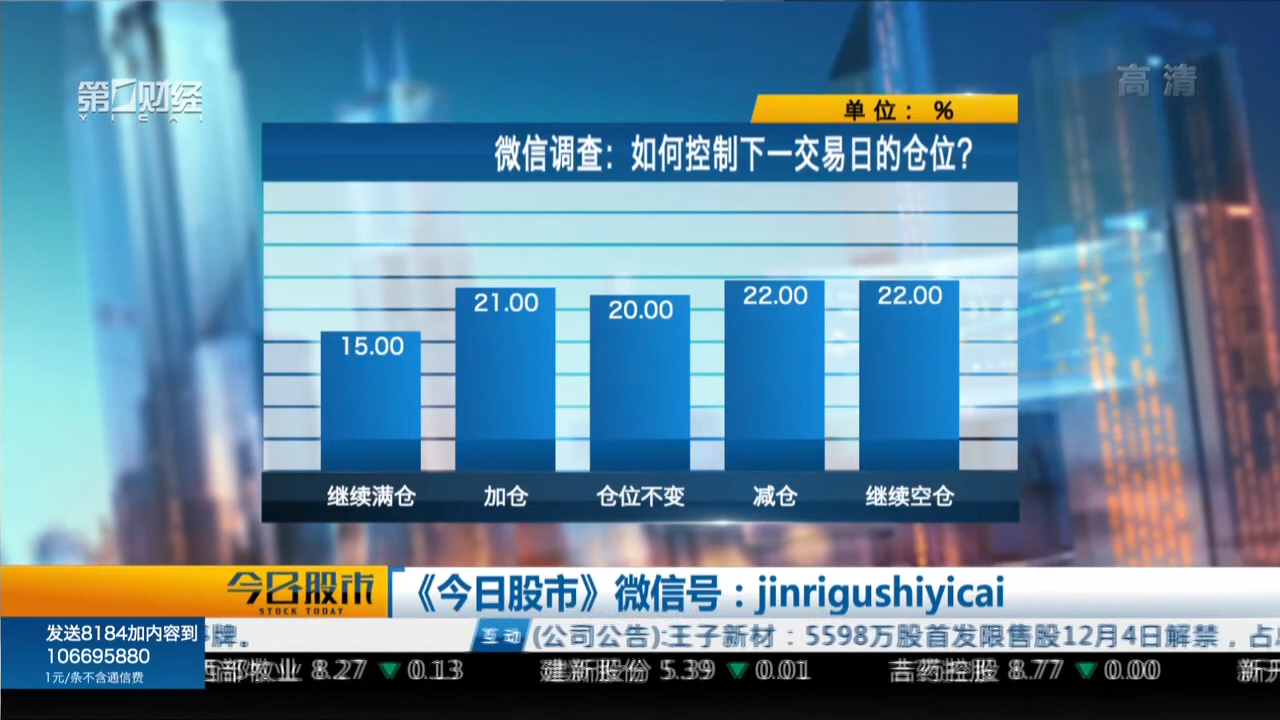 第一财经
YICAI
高清
单位：%
微信调查：如何控制下一交易日的仓位?
22.00
22.00
21.00
20.00
15.00
继续满仓 加仓 仓位不变 减仓 继续空仓
今日股市
STOCK TODAY
《今日股市》微信号：jinrigushiyicai
发送8184加内容到
106695880
1元/条不含通信费
牌。 互动 (公司公告):王子新材：5598万股首发限售股12月4日解禁，占
西部牧业 8.27 ▼ 0.13 建新股份 5.39 ▼ 0.01 吉药控股 8.77 ▼ 0.00 新开